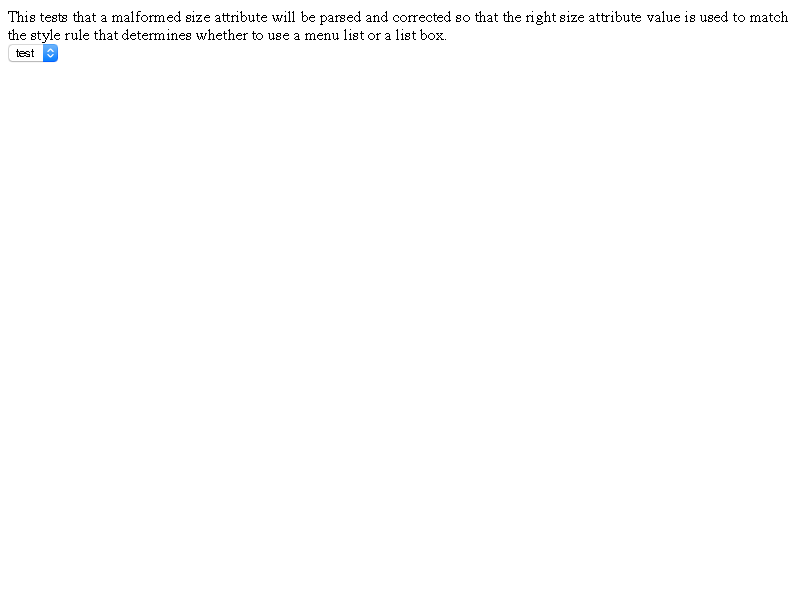 This tests that a malformed size attribute will be parsed and corrected so that the right size attribute value is used to match
the style rule that determines whether to use a menu list or a list box.
test